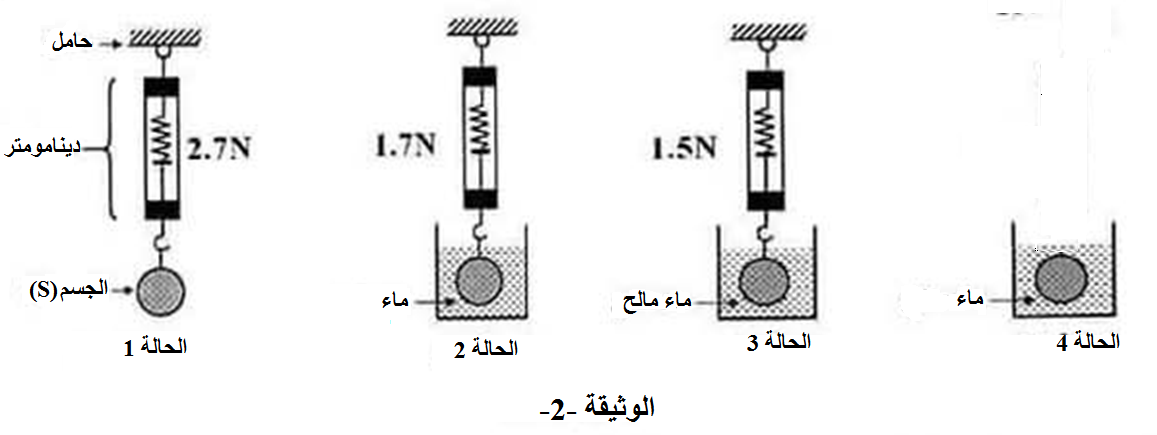 حامل
دينامومتر
2.7N
الجسم(S)
الحالة 1
1.7N
ماء
الحالة 2
1.5N
ماء مالح
الحالة 3
ماء
الحالة 4
الوثيقة -2-